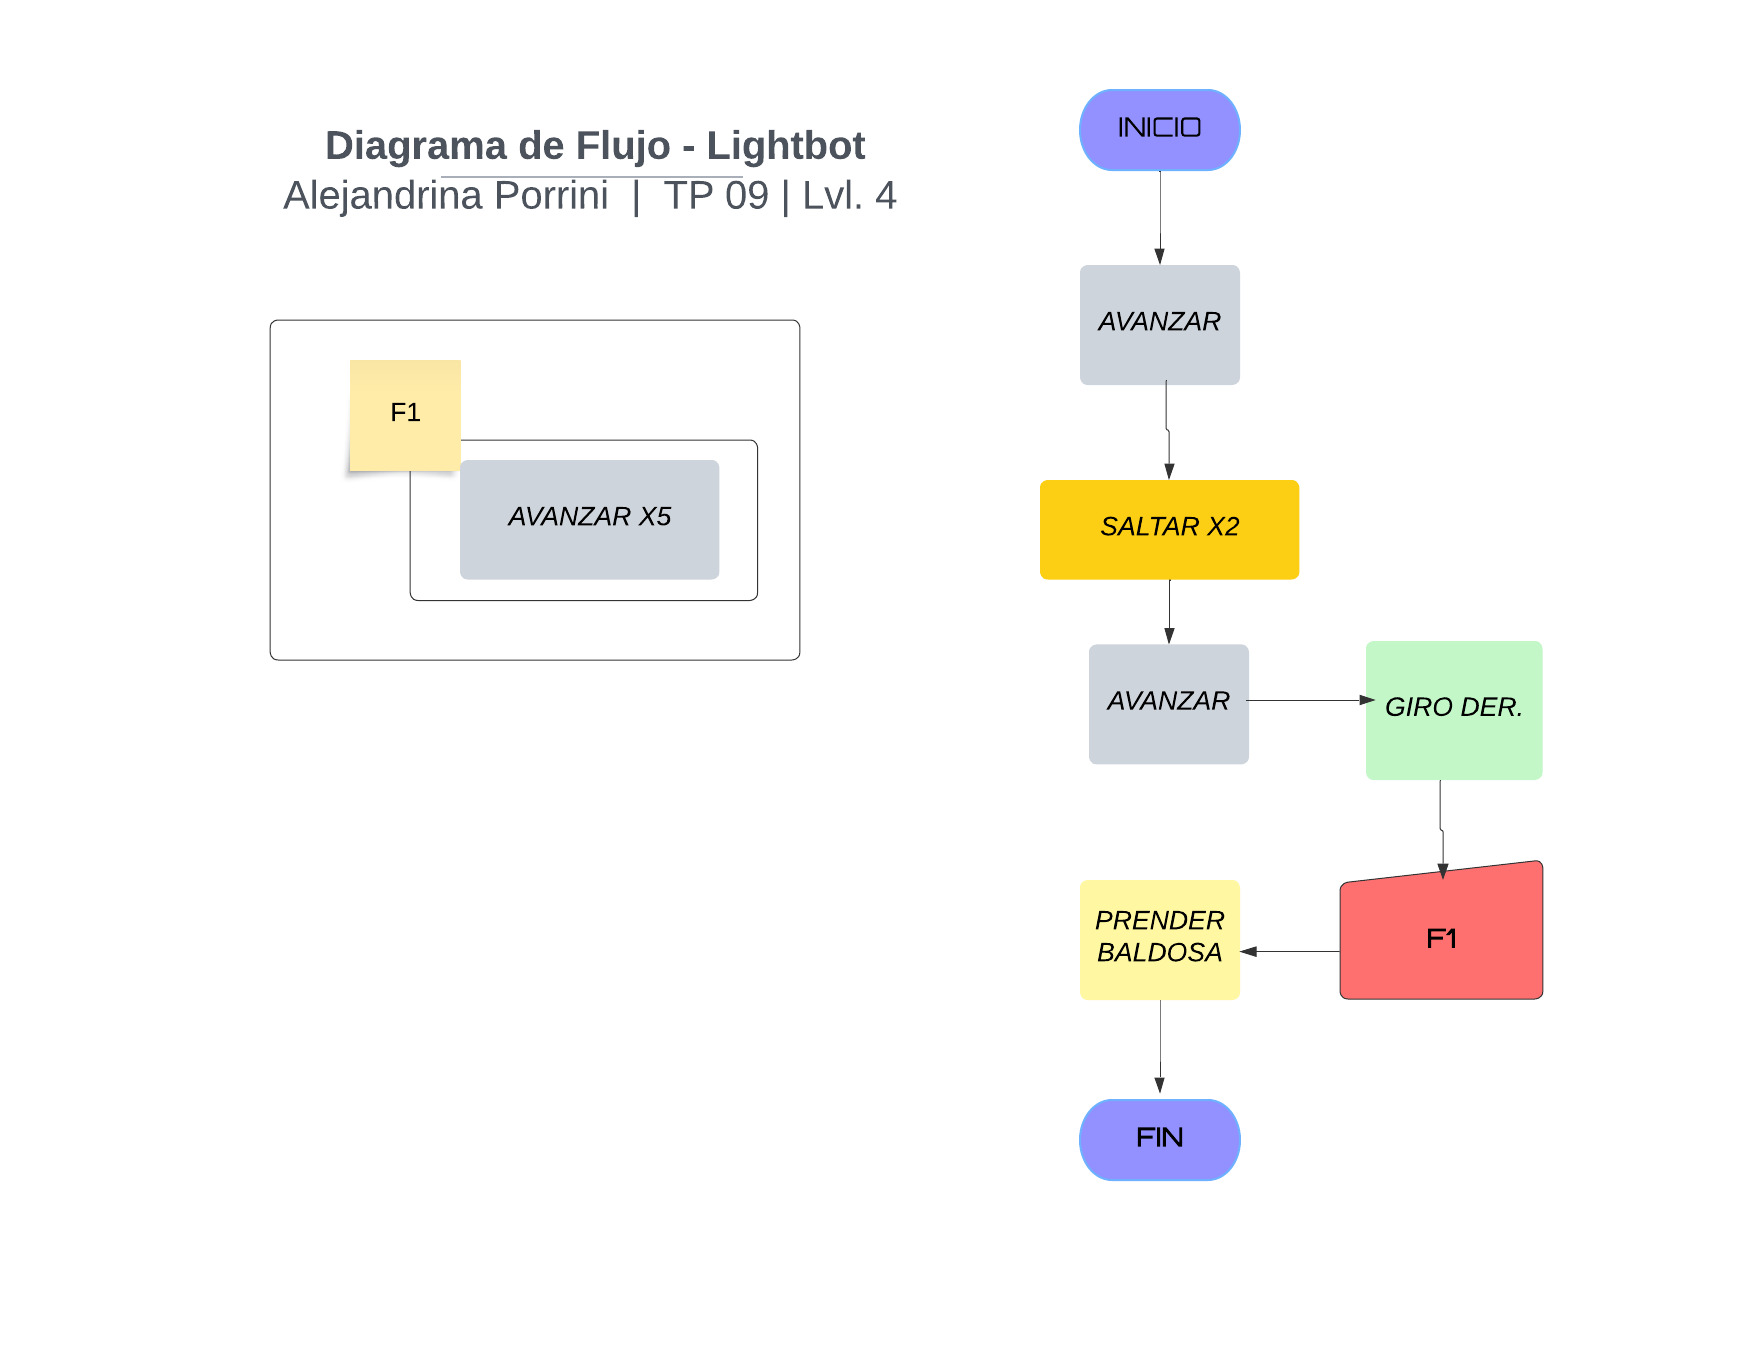 Diagrama de Flujo - Lightbot
Alejandrina Porrini | TP 09 | Lvl. 4
F1
AVANZAR X5
INICIO
AVANZAR
SALTAR X2
AVANZAR
GIRO DER.
F1
PRENDER
BALDOSA
FIN